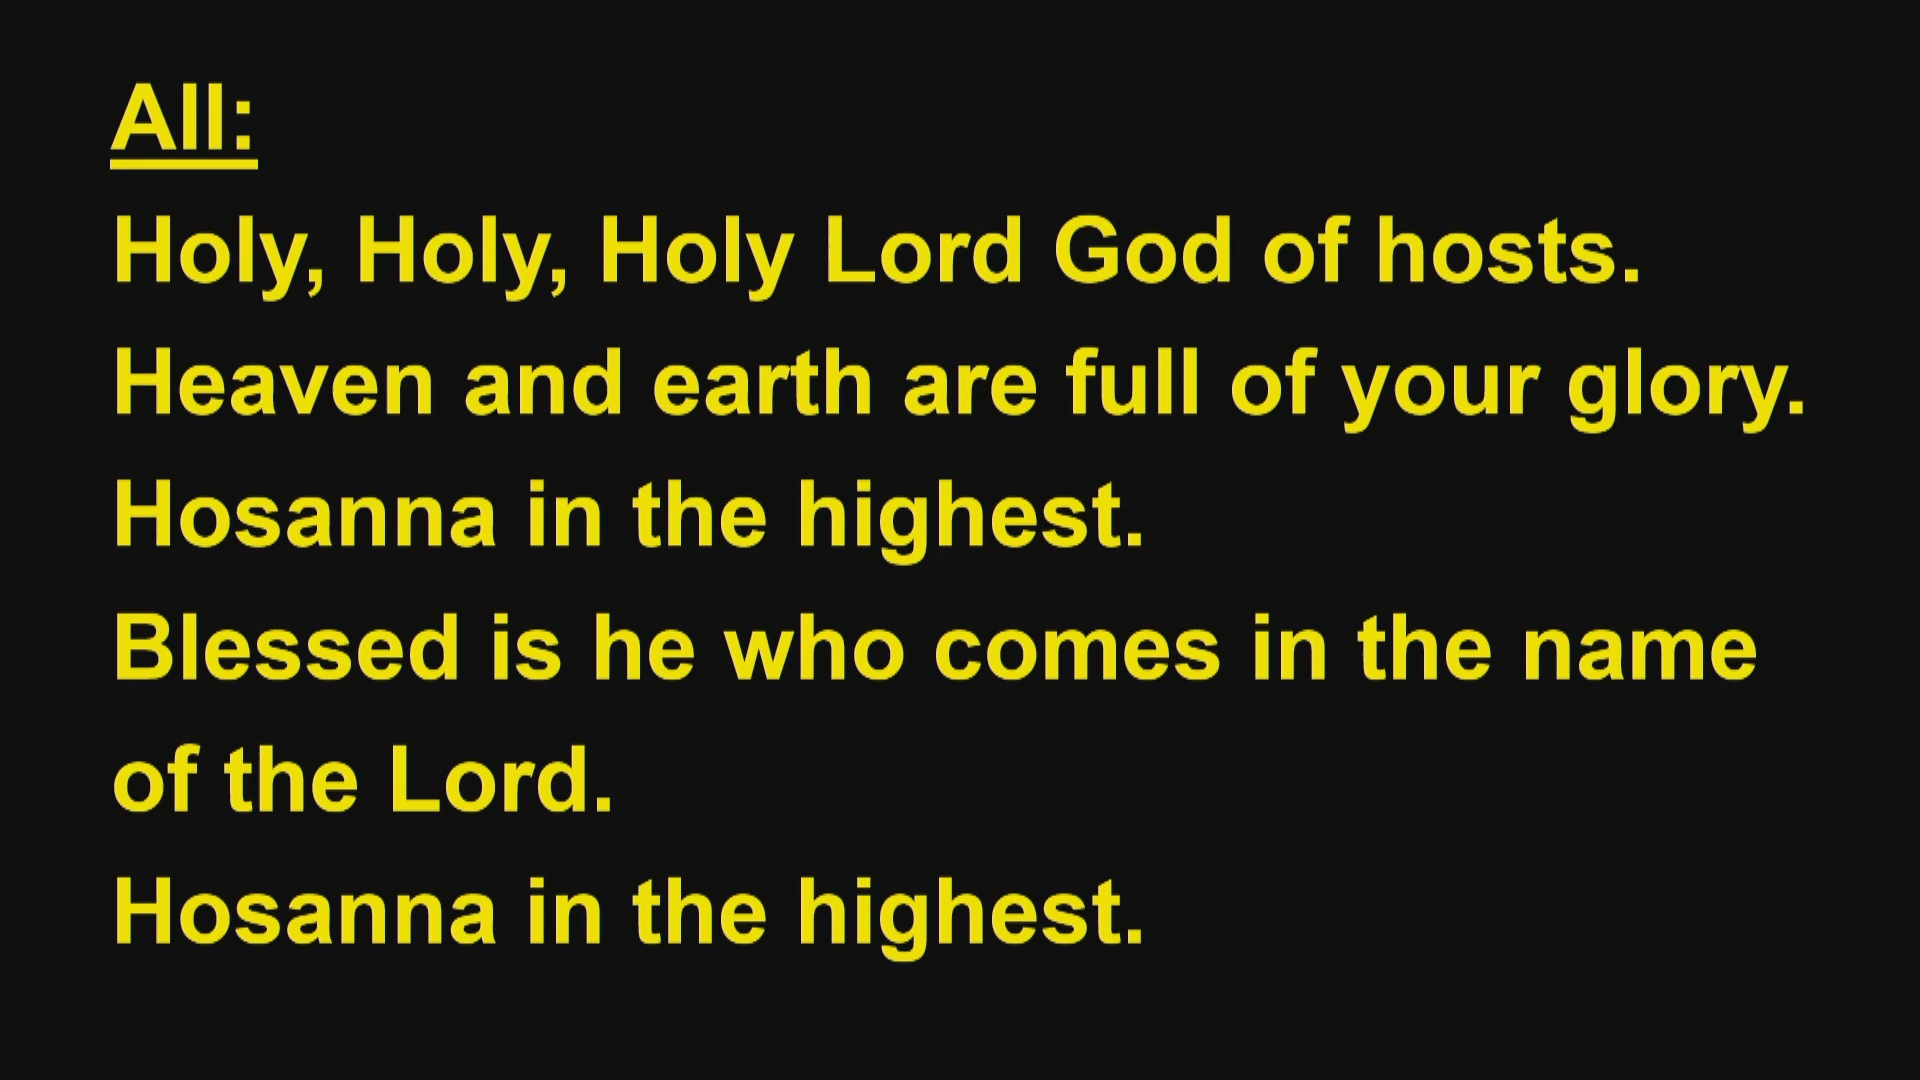 All:
Holy, Holy, Holy Lord God of hosts.
Heaven and earth are full of your glory.
Hosanna in the highest.
Blessed is he who comes in the name
of the Lord.
Hosanna in the highest.